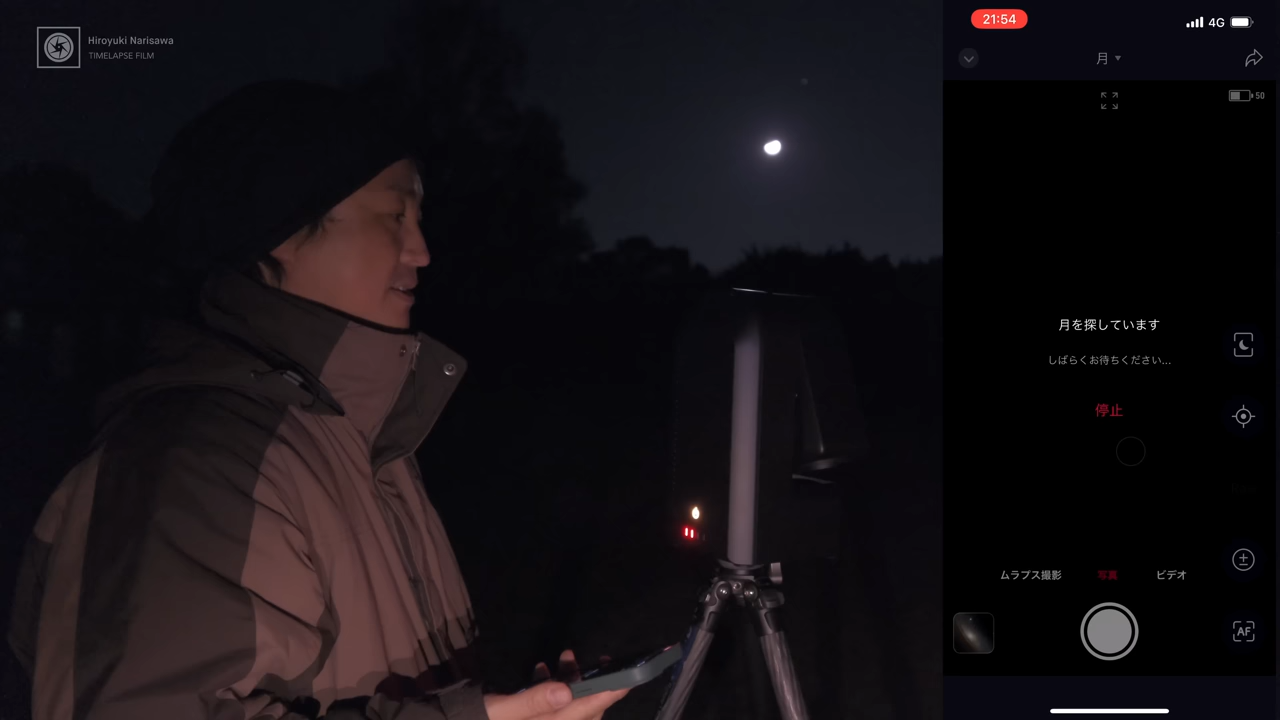 Hiroyuki Narisawa
TIMELAPSE FILM
21:54
4G
月
50
月を探しています
しばらくお待ちください...
停止
ムラプス撮影
写真
ビデオ
AF